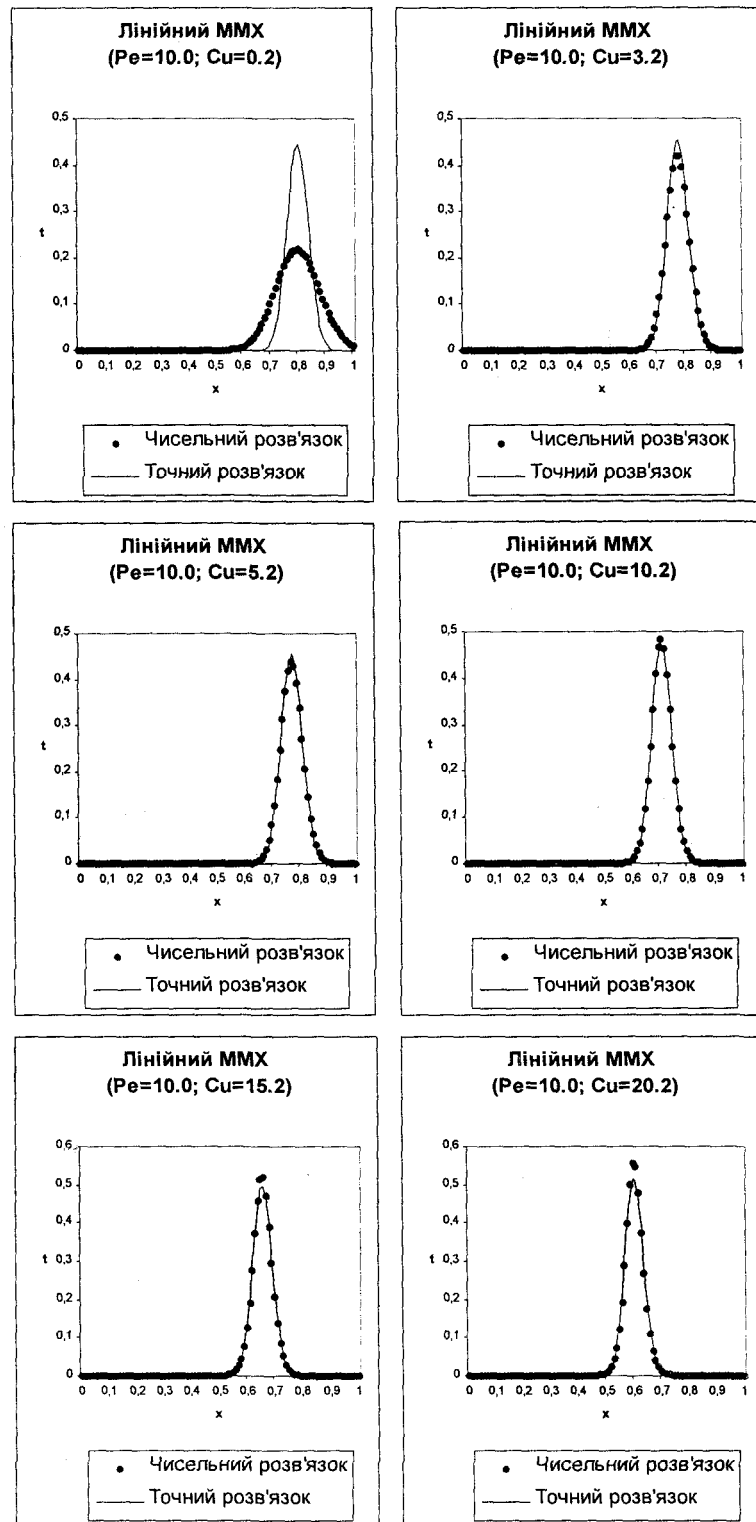 Лінійний ММХ
(Pe=10.0; Cu=0.2)
0,5
0,4
0,3
t
0,2
0,1
0
0 0,1 0,2 0,3 0,4 0,5 0,6 0,7 0,8 0,9 1
x
Чисельний розв'язок
Точний розв'язок
Лінійний ММХ
(Pe=10.0; Cu=3.2)
0,5
0,4
0,3
t
0,2
0,1
0
0 0,1 0,2 0,3 0,4 0,5 0,6 0,7 0,8 0,9 1
x
Чисельний розв'язок
Точний розв'язок
Лінійний ММХ
(Pe=10.0; Cu=5.2)
0,5
0,4
0,3
t
0,2
0,1
0
0 0,1 0,2 0,3 0,4 0,5 0,6 0,7 0,8 0,9 1
x
Чисельний розв'язок
Точний розв'язок
Лінійний ММХ
(Pe=10.0; Cu=10.2)
0,5
0,4
0,3
t
0,2
0,1
0
0 0,1 0,2 0,3 0,4 0,5 0,6 0,7 0,8 0,9 1
x
Чисельний розв'язок
Точний розв'язок
Лінійний ММХ
(Pe=10.0; Cu=15.2)
0,6
0,5
0,4
0,3
t
0,2
0,1
0
0 0,1 0,2 0,3 0,4 0,5 0,6 0,7 0,8 0,9 1
x
Чисельний розв'язок
Точний розв'язок
Лінійний ММХ
(Pe=10.0; Cu=20.2)
0,6
0,5
0,4
0,3
t
0,2
0,1
0
0 0,1 0,2 0,3 0,4 0,5 0,6 0,7 0,8 0,9 1
x
Чисельний розв'язок
Точний розв'язок